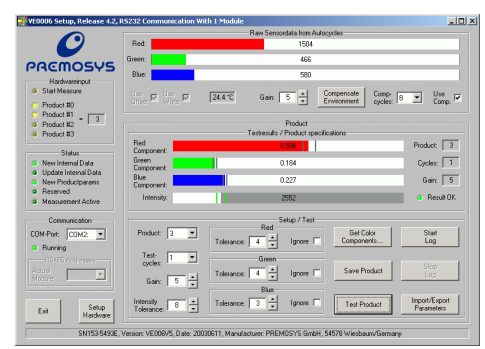 VE0006 Setup, Release 4.2, RS232 Communication With 1 Module
PREMOSYS
Hardwareinput
Start Measure
Product #0
Product #1
Product #2
Product #3
= 3
Status
New Internal Data
Update Internal Data
New Productparams
Reserved
Measurement Active
Communication
COM-Port: COM2:
Running
RS485 Addresses
Actual
Module:
Exit
Setup
Hardware
Raw Sensordata from Autocycles
Red: 1504
Green: 466
Blue: 580
Use
Offset
Use
White
24.4 °C
Gain: 5
Compensate
Environment
Comp-
cycles: 8
Use
Comp.
Product
Testresults / Product specifications
Red
Component: 0.588
Product: 3
Green
Component: 0.184
Cycles: 1
Blue
Component: 0.227
Gain: 5
Intensity: 2552
Result OK
Setup / Test
Product: 3
Test-
cycles: 1
Gain: 5
Intensity
Tolerance: 8
Red
Tolerance: 4 Ignore
Green
Tolerance: 4 Ignore
Blue
Tolerance: 3 Ignore
Get Color
Components...
Start
Log
Save Product
Stop
Log
Test Product
Import/Export
Parameters
SN153-5493E, Version: VE006V5, Date: 20030611, Manufacturer: PREMOSYS GmbH, 54578 Wiesbaum/Germany